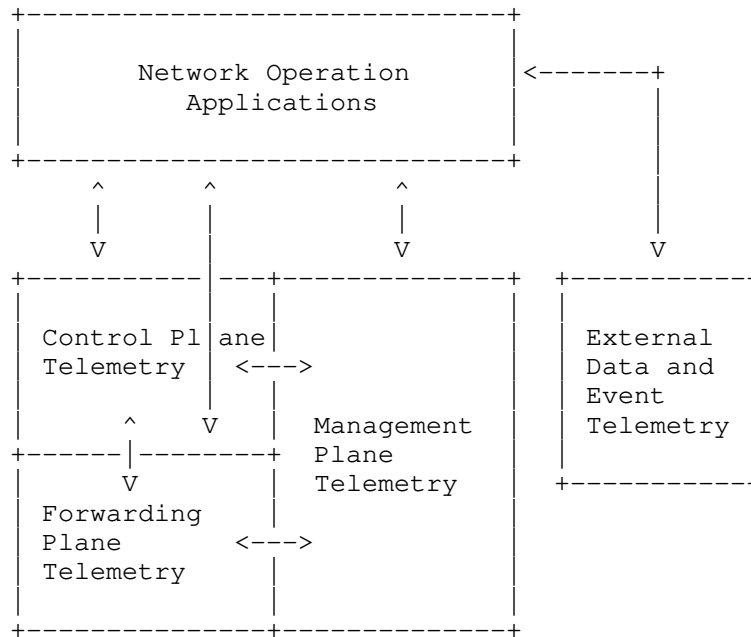 Network Operation
Applications
Control Plane
Telemetry
External
Data and
Event
Telemetry
Management
Plane
Telemetry
Forwarding
Plane
Telemetry